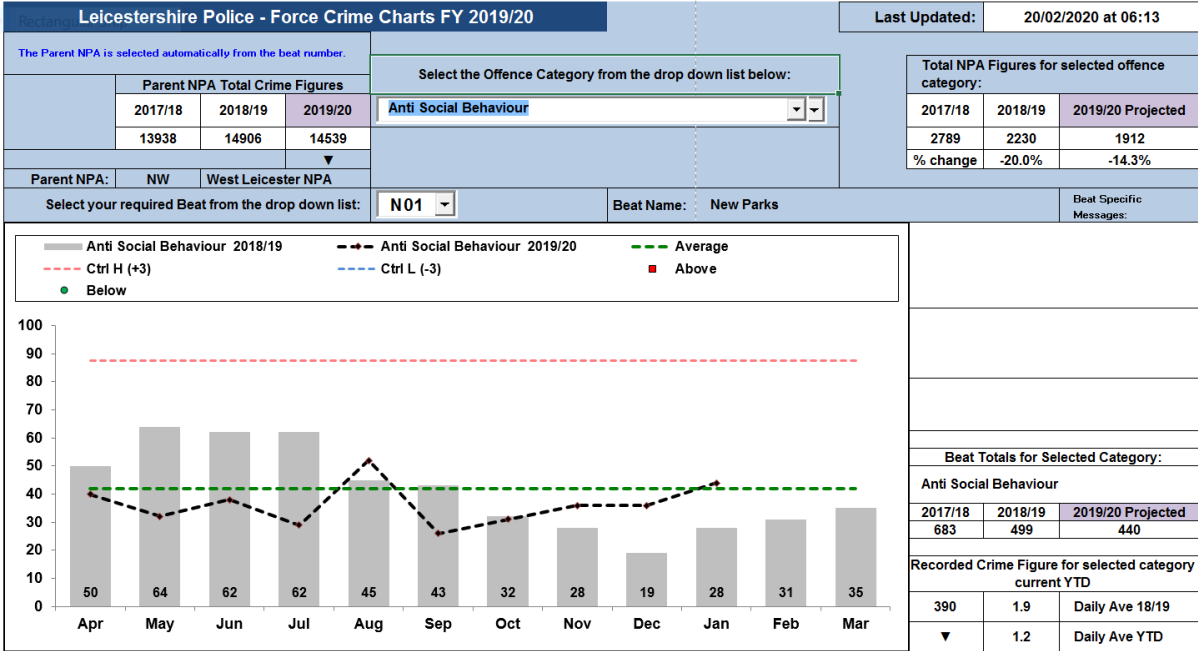 Rectangu
Leicestershire Police - Force Crime Charts FY 2019/20
Last Updated: 20/02/2020 at 06:13
The Parent NPA is selected automatically from the beat number.
Parent NPA Total Crime Figures
2017/18 2018/19 2019/20
13938 14906 14539
▼
Parent NPA: NW West Leicester NPA
Select the Offence Category from the drop down list below:
Anti Social Behaviour
Total NPA Figures for selected offence
category:
2017/18 2018/19 2019/20 Projected
2789 2230 1912
% change -20.0% -14.3%
Select your required Beat from the drop down list: N01
Beat Name: New Parks
Beat Specific
Messages:
Anti Social Behaviour 2018/19 Anti Social Behaviour 2019/20 Average
Ctrl H (+3) Ctrl L (-3) Above
Below
100
90
80
70
60
50
40
30
20
10
0
50 64 62 62 45 43 32 28 19 28 31 35
Apr May Jun Jul Aug Sep Oct Nov Dec Jan Feb Mar
Beat Totals for Selected Category:
Anti Social Behaviour
2017/18 2018/19 2019/20 Projected
683 499 440
Recorded Crime Figure for selected category
current YTD
390 1.9 Daily Ave 18/19
▼ 1.2 Daily Ave YTD